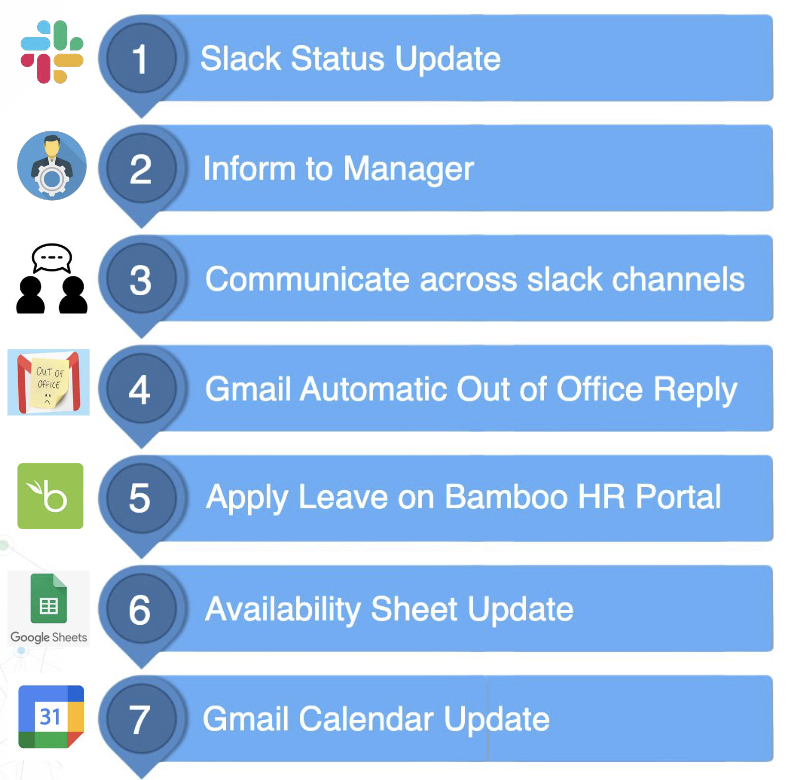 1
Slack Status Update
2
Inform to Manager
3
Communicate across slack channels
OUT OF
OFFICE
4
Gmail Automatic Out of Office Reply
b
5
Apply Leave on Bamboo HR Portal
Google Sheets
6
Availability Sheet Update
31
7
Gmail Calendar Update